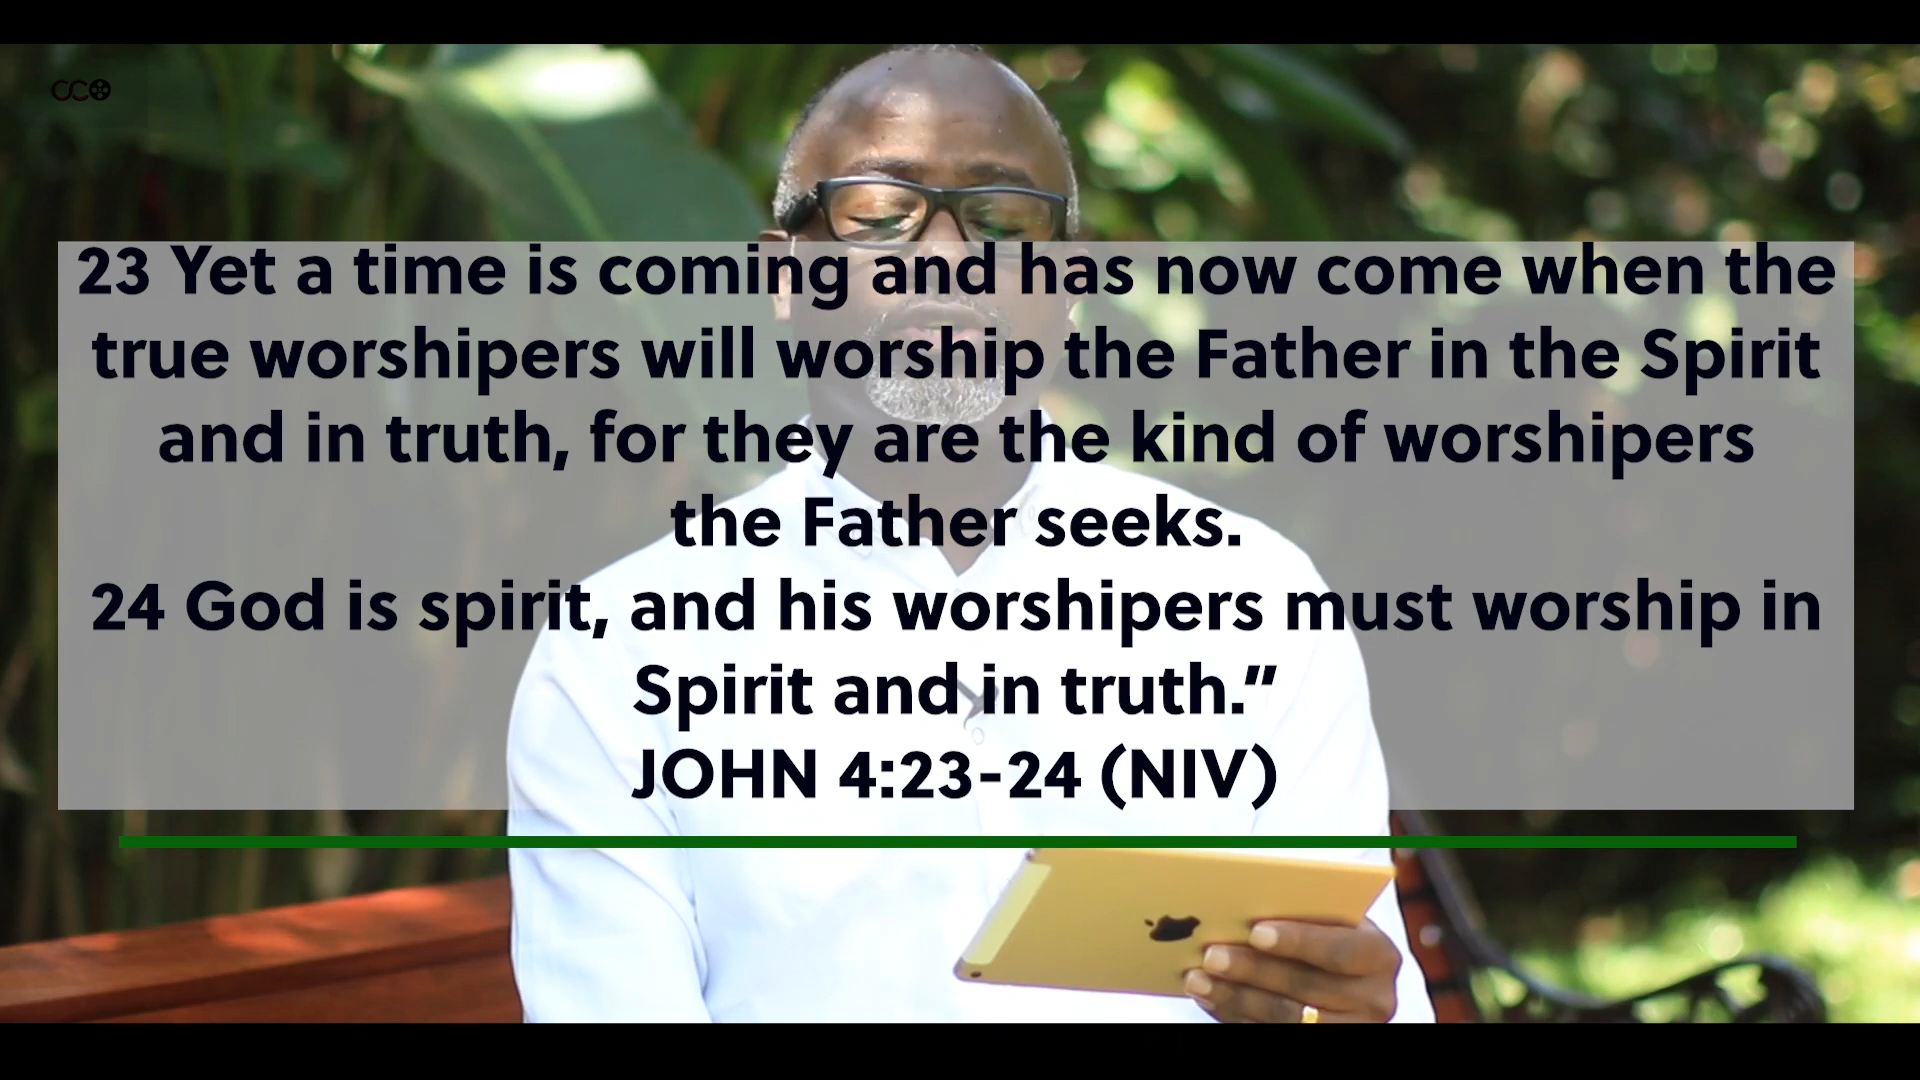 CC
23 Yet a time is coming and has now come when the
true worshipers will worship the Father in the Spirit
and in truth, for they are the kind of worshipers
the Father seeks.
24 God is spirit, and his worshipers must worship in
Spirit and in truth.”
JOHN 4:23-24 (NIV)